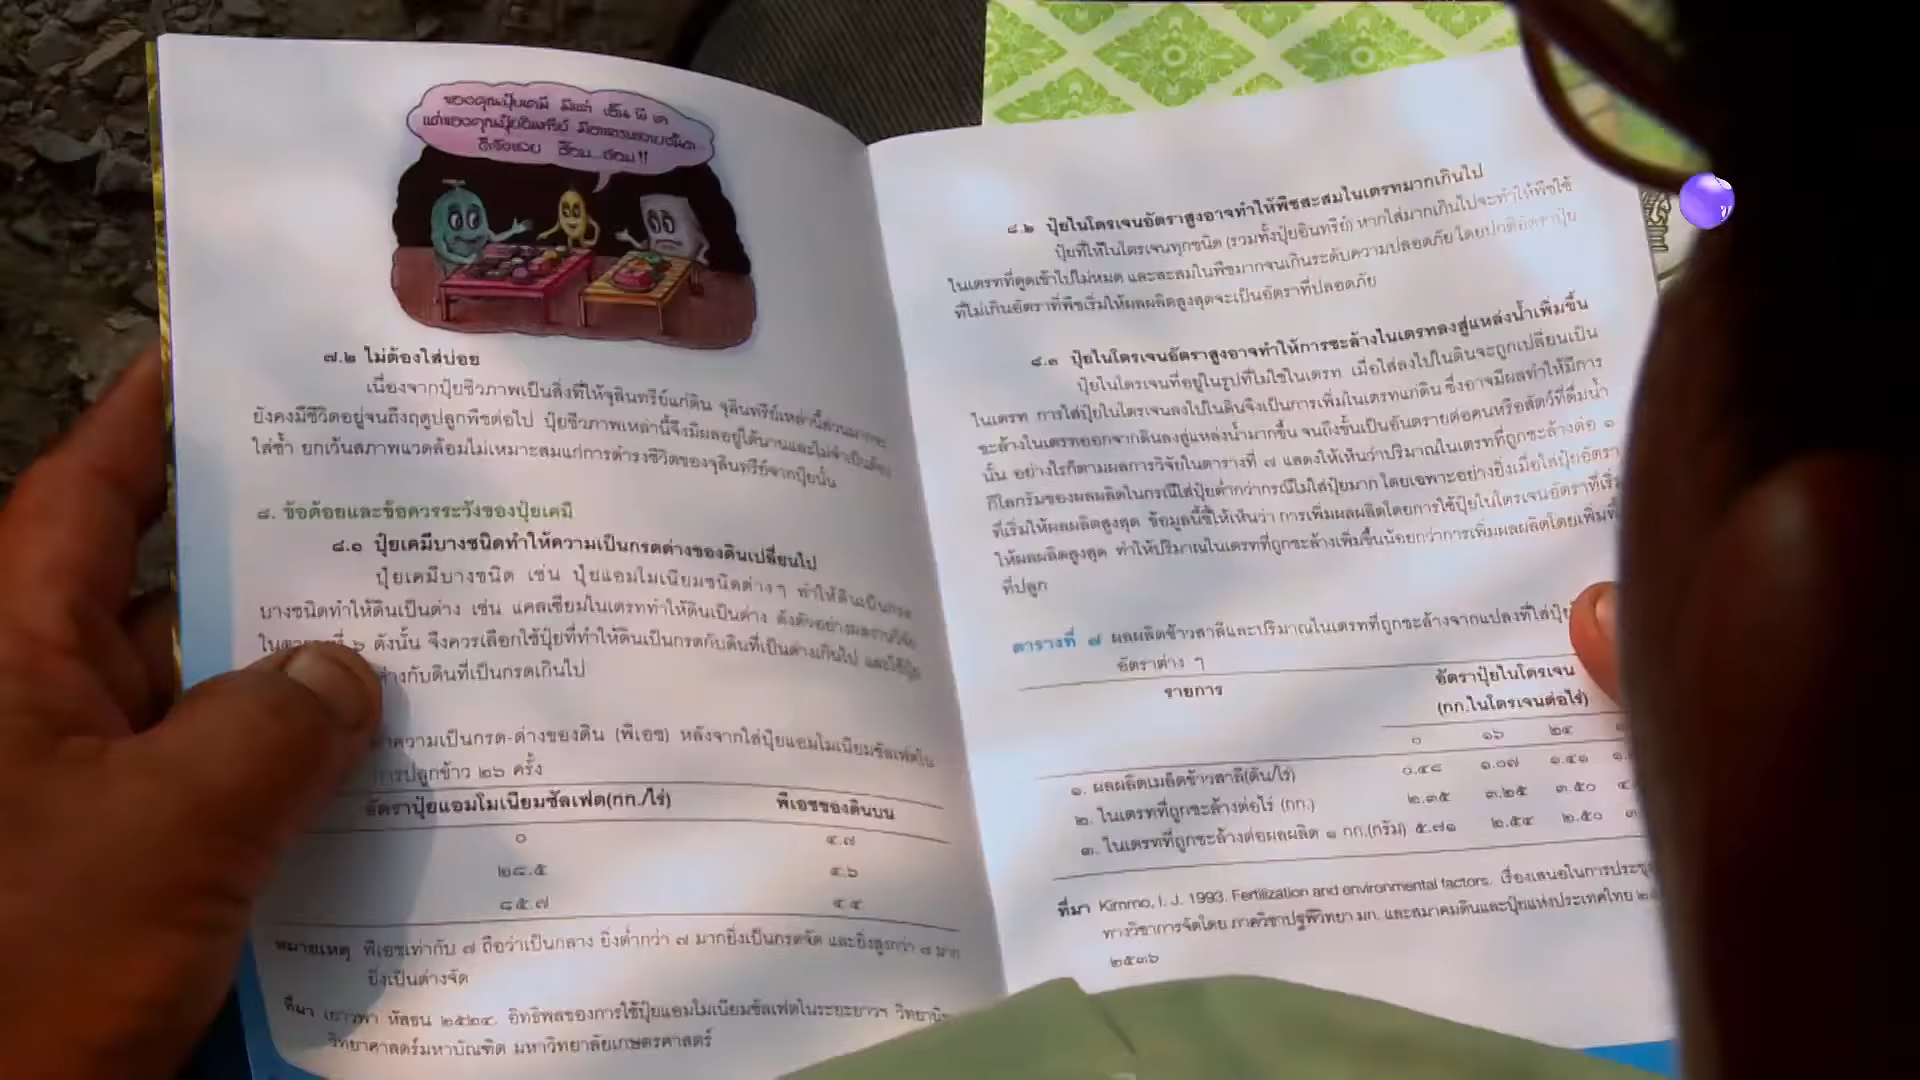 ของคุณปุ๋ยเคมี มีแค่ เอ็น พี เค
แต่ของคุณปุ๋ยอินทรีย์ มีอาหารหลายชนิด
ดีจังเลย ฮ้อม...ฮอม!!
๗.๒ ไม่ต้องใส่บ่อย
เนื่องจากปุ๋ยชีวภาพเป็นสิ่งที่ให้จุลินทรีย์แก่ดิน จุลินทรีย์เหล่านี้ส่วนมากจะ
ยังคงมีชีวิตอยู่จนถึงฤดูปลูกพืชต่อไป ปุ๋ยชีวภาพเหล่านี้จึงมีผลอยู่ได้นานและไม่จำเป็นต้อง
ใส่ซ้ำ ยกเว้นสภาพแวดล้อมไม่เหมาะสมแก่การดำรงชีวิตของจุลินทรีย์จากปุ๋ยนั้น
๘. ข้อด้อยและข้อควรระวังของปุ๋ยเคมี
๘.๑ ปุ๋ยเคมีบางชนิดทำให้ความเป็นกรดด่างของดินเปลี่ยนไป
ปุ๋ยเคมีบางชนิด เช่น ปุ๋ยแอมโมเนียมชนิดต่างๆ ทำให้ดินเป็นกรด
บางชนิดทำให้ดินเป็นด่าง เช่น แคลเซียมไนเตรททำให้ดินเป็นด่าง ดังตัวอย่างผลงานวิจัย
ใน ๖ ดังนั้น จึงควรเลือกใช้ปุ๋ยที่ทำให้ดินเป็นกรดกับดินที่เป็นด่างเกินไป และใช้ปุ๋ย
ด่างกับดินที่เป็นกรดเกินไป
ความเป็นกรด-ด่างของดิน (พีเอช) หลังจากใส่ปุ๋ยแอมโมเนียมซัลเฟตใน
การปลูกข้าว ๒๖ ครั้ง
อัตราปุ๋ยแอมโมเนียมซัลเฟต(กก./ไร่) พีเอชของดินบน
๐ ๔.๗
๒๘.๕ ๔.๖
๘๕.๗ ๔.๔
หมายเหตุ พีเอชเท่ากับ ๗ ถือว่าเป็นกลาง ยิ่งต่ำกว่า ๗ มากยิ่งเป็นกรดจัด และยิ่งสูงกว่า ๘ มาก
ยิ่งเป็นด่างจัด
ที่มา เยาวพา หัสธน ๒๕๒๔. อิทธิพลของการใช้ปุ๋ยแอมโมเนียมซัลเฟตในระยะยาวฯ
วิทยาศาสตร์มหาบัณฑิต มหาวิทยาลัยเกษตรศาสตร์
๘.๒ ปุ๋ยไนโตรเจนอัตราสูงอาจทำให้พืชสะสมไนเตรทมากเกินไป
ปุ๋ยที่ให้ไนโตรเจนทุกชนิด (รวมทั้งปุ๋ยอินทรีย์) หากใส่มากเกินไปจะทำให้พืชใช้
ไนเตรทที่ดูดเข้าไปไม่หมด และสะสมในพืชมากจนเกินระดับความปลอดภัย โดยปกติอัตราปุ๋ย
ที่ไม่เกินอัตราที่พืชเริ่มให้ผลผลิตสูงสุดจะเป็นอัตราที่ปลอดภัย
๘.๓ ปุ๋ยไนโตรเจนอัตราสูงอาจทำให้การชะล้างไนเตรทลงสู่แหล่งน้ำเพิ่มขึ้น
ปุ๋ยไนโตรเจนที่อยู่ในรูปที่ไม่ใช่ไนเตรท เมื่อใส่ลงไปในดินจะถูกเปลี่ยนเป็น
ไนเตรท การใส่ปุ๋ยไนโตรเจนลงไปในดินจึงเป็นการเพิ่มไนเตรทแก่ดิน ซึ่งอาจมีผลทำให้มีการ
ชะล้างไนเตรทออกจากดินลงสู่แหล่งน้ำมากขึ้น จนถึงขั้นเป็นอันตรายต่อคนหรือสัตว์ที่ดื่มน้ำ
นั้น อย่างไรก็ตามผลการวิจัยในตารางที่ ๗ แสดงให้เห็นว่าปริมาณไนเตรทที่ถูกชะล้างต่อ ๑
กิโลกรัมของผลผลิตในกรณีใส่ปุ๋ยต่ำกว่ากรณีไม่ใส่ปุ๋ยมาก โดยเฉพาะอย่างยิ่งเมื่อใส่ปุ๋ยอัตรา
ที่เริ่มให้ผลผลิตสูงสุด ข้อมูลนี้ชี้ให้เห็นว่า การเพิ่มผลผลิตโดยการใช้ปุ๋ยไนโตรเจนอัตราที่เริ่ม
ให้ผลผลิตสูงสุด ทำให้ปริมาณไนเตรทที่ถูกชะล้างเพิ่มขึ้นน้อยกว่าการเพิ่มผลผลิตโดยเพิ่มพื้นที่
ที่ปลูก
ตารางที่ ๗ ผลผลิตข้าวสาลีและปริมาณไนเตรทที่ถูกชะล้างจากแปลงที่ใส่ปุ๋ย
อัตราต่าง ๆ
รายการ อัตราปุ๋ยไนโตรเจน
(กก.ไนโตรเจนต่อไร่)
๐ ๑๖ ๒๔
๑. ผลผลิตเมล็ดข้าวสาลี(ตัน/ไร่) ๐.๔๘ ๑.๐๗ ๑.๔๑
๒. ไนเตรทที่ถูกชะล้างต่อไร่ (กก.) ๒.๓๕ ๓.๒๕ ๓.๕๐
๓. ไนเตรทที่ถูกชะล้างต่อผลผลิต ๑ กก.(กรัม) ๕.๗๑ ๒.๕๔ ๒.๕๐
ที่มา Kimmo, I. J. 1993. Fertilization and environmental factors. เรื่องเสนอในการประชุม
ทางวิชาการจัดโดย ภาควิชาปฐพีวิทยา มก. และสมาคมดินและปุ๋ยแห่งประเทศไทย
๒๕๓๖